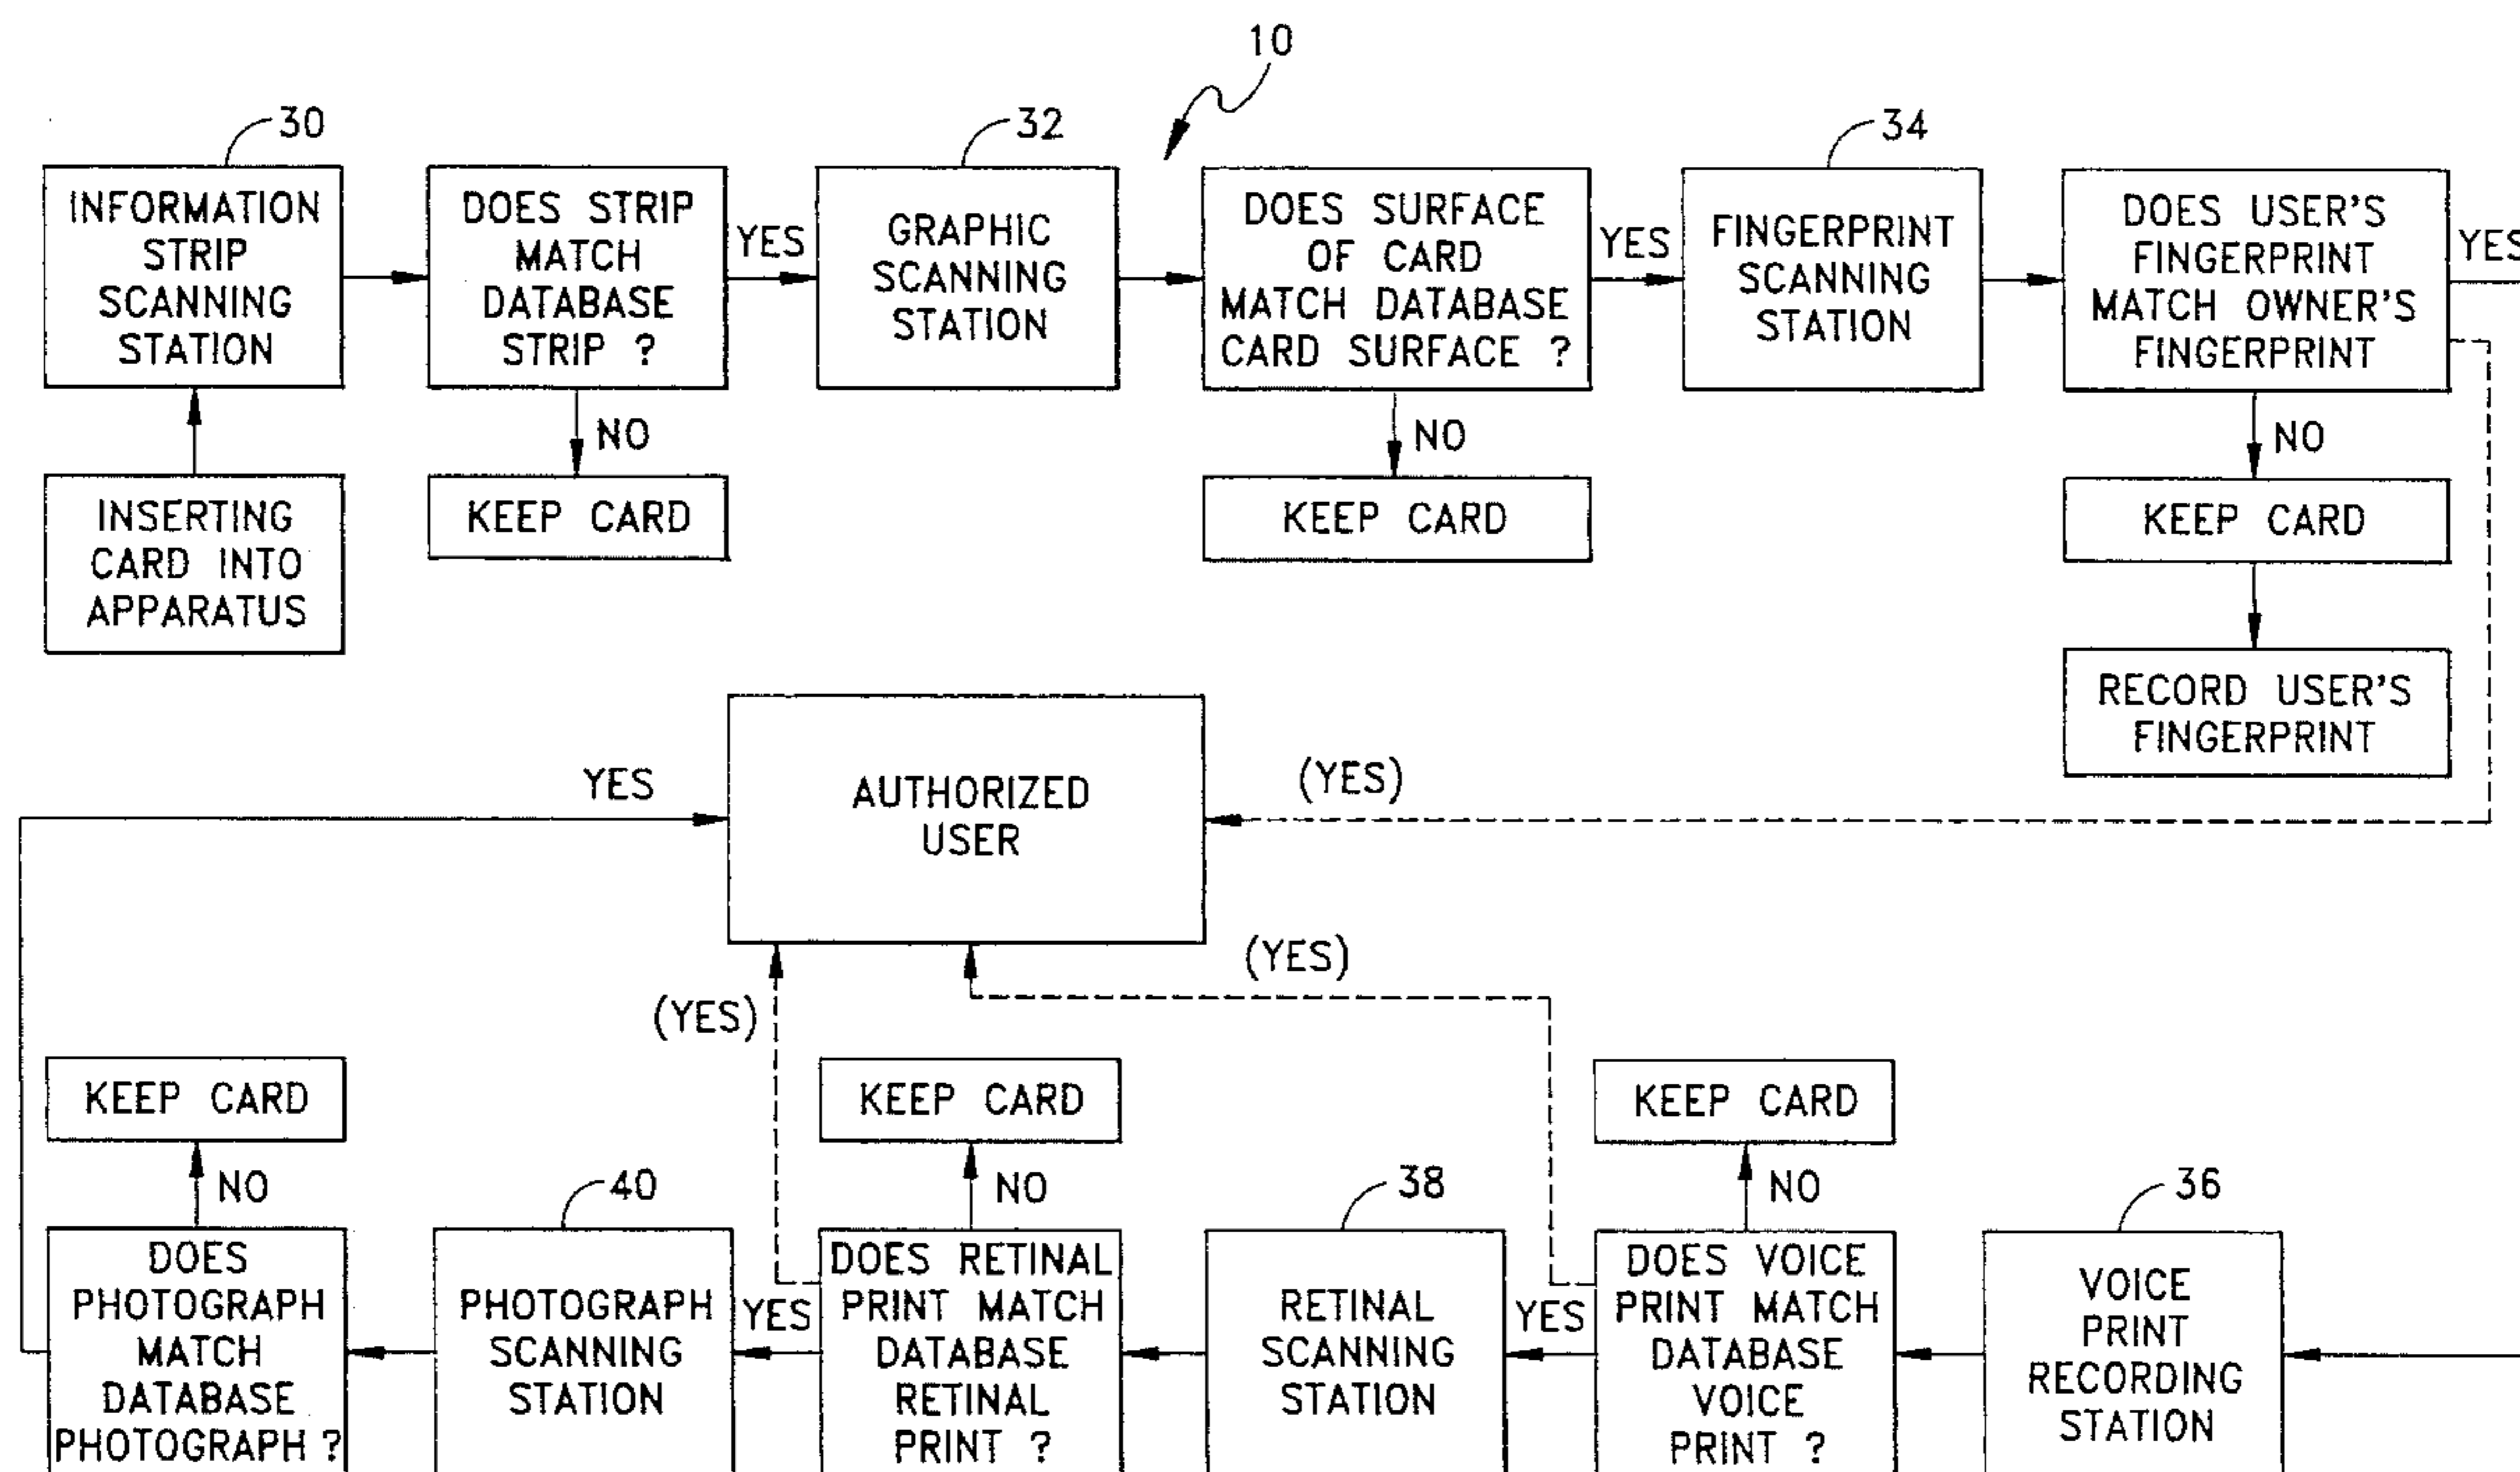 10
30
INFORMATION
STRIP
SCANNING
STATION
DOES STRIP
MATCH
DATABASE
STRIP ?
YES
32
GRAPHIC
SCANNING
STATION
DOES SURFACE
OF CARD
MATCH DATABASE
CARD SURFACE ?
YES
34
FINGERPRINT
SCANNING
STATION
DOES USER'S
FINGERPRINT
MATCH OWNER'S
FINGERPRINT
YES
INSERTING
CARD INTO
APPARATUS
NO
KEEP CARD
NO
KEEP CARD
NO
KEEP CARD
RECORD USER'S
FINGERPRINT
YES
AUTHORIZED
USER
(YES)
(YES)
(YES)
KEEP CARD
NO
DOES
PHOTOGRAPH
MATCH
DATABASE
PHOTOGRAPH ?
40
PHOTOGRAPH
SCANNING
STATION
YES
KEEP CARD
NO
DOES RETINAL
PRINT MATCH
DATABASE
RETINAL
PRINT ?
38
RETINAL
SCANNING
STATION
YES
KEEP CARD
NO
DOES VOICE
PRINT MATCH
DATABASE
VOICE
PRINT ?
36
VOICE
PRINT
RECORDING
STATION